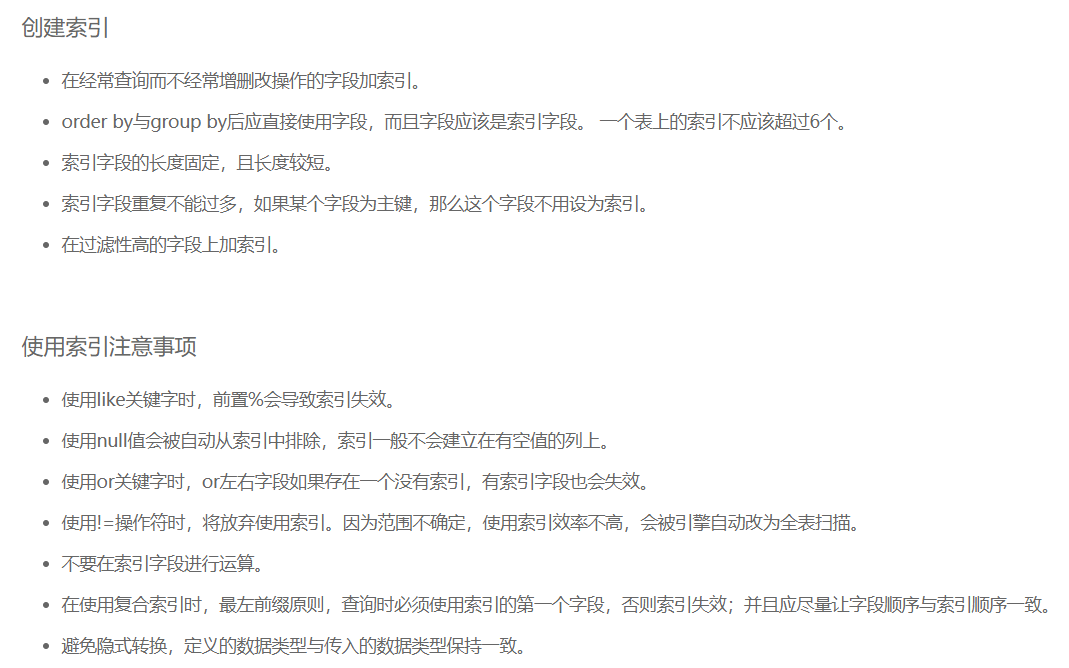 创建索引
在经常查询而不经常增删改操作的字段加索引。
order by与group by后应直接使用字段，而且字段应该是索引字段。 一个表上的索引不应该超过6个。
索引字段的长度固定，且长度较短。
索引字段重复不能过多，如果某个字段为主键，那么这个字段不用设为索引。
在过滤性高的字段上加索引。
使用索引注意事项
使用like关键字时，前置%会导致索引失效。
使用null值会被自动从索引中排除，索引一般不会建立在有空值的列上。
使用or关键字时，or左右字段如果存在一个没有索引，有索引字段也会失效。
使用!=操作符时，将放弃使用索引。因为范围不确定，使用索引效率不高，会被引擎自动改为全表扫描。
不要在索引字段进行运算。
在使用复合索引时，最左前缀原则，查询时必须使用索引的第一个字段，否则索引失效；并且应尽量让字段顺序与索引顺序一致。
避免隐式转换，定义的数据类型与传入的数据类型保持一致。